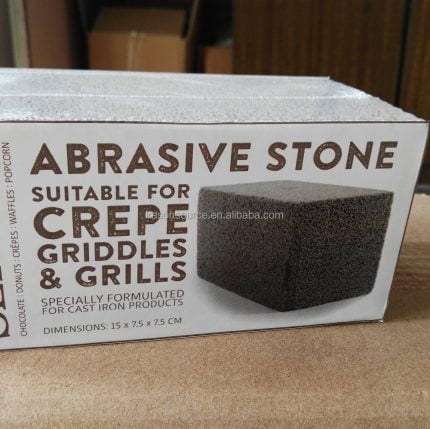 ABRASIVE STONE
SUITABLE FOR
CREPE
GRIDDLES
& GRILLS
SPECIALLY FORMULATED
FOR CAST IRON PRODUCTS
DIMENSIONS: 15 x 7.5 x 7.5 CM
CHOCOLATE : DONUTS : CRÊPES : WAFFLES : POPCORN